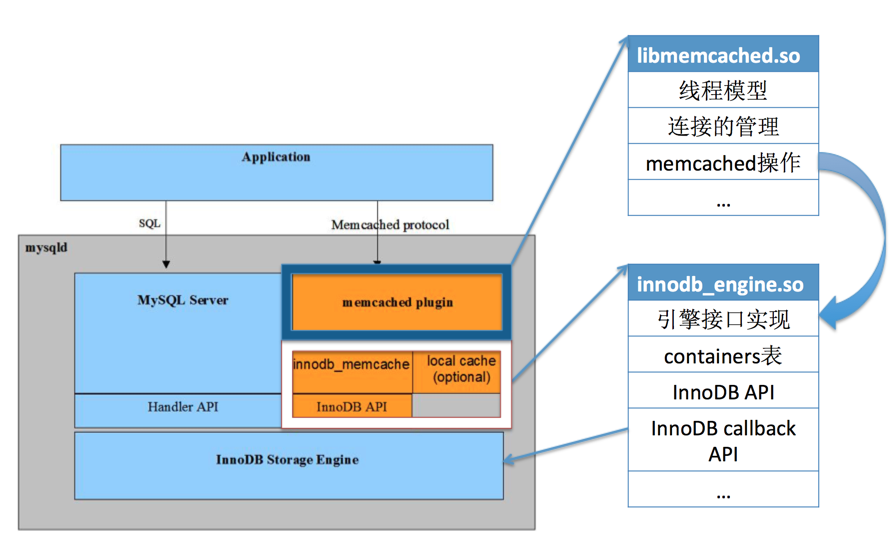 Application
SQL
Memcached protocol
mysqld
MySQL Server
memcached plugin
innodb_memcache
local cache
(optional)
Handler API
InnoDB API
InnoDB Storage Engine
libmemcached.so
线程模型
连接的管理
memcached操作
...
innodb_engine.so
引擎接口实现
containers表
InnoDB API
InnoDB callback
API
...